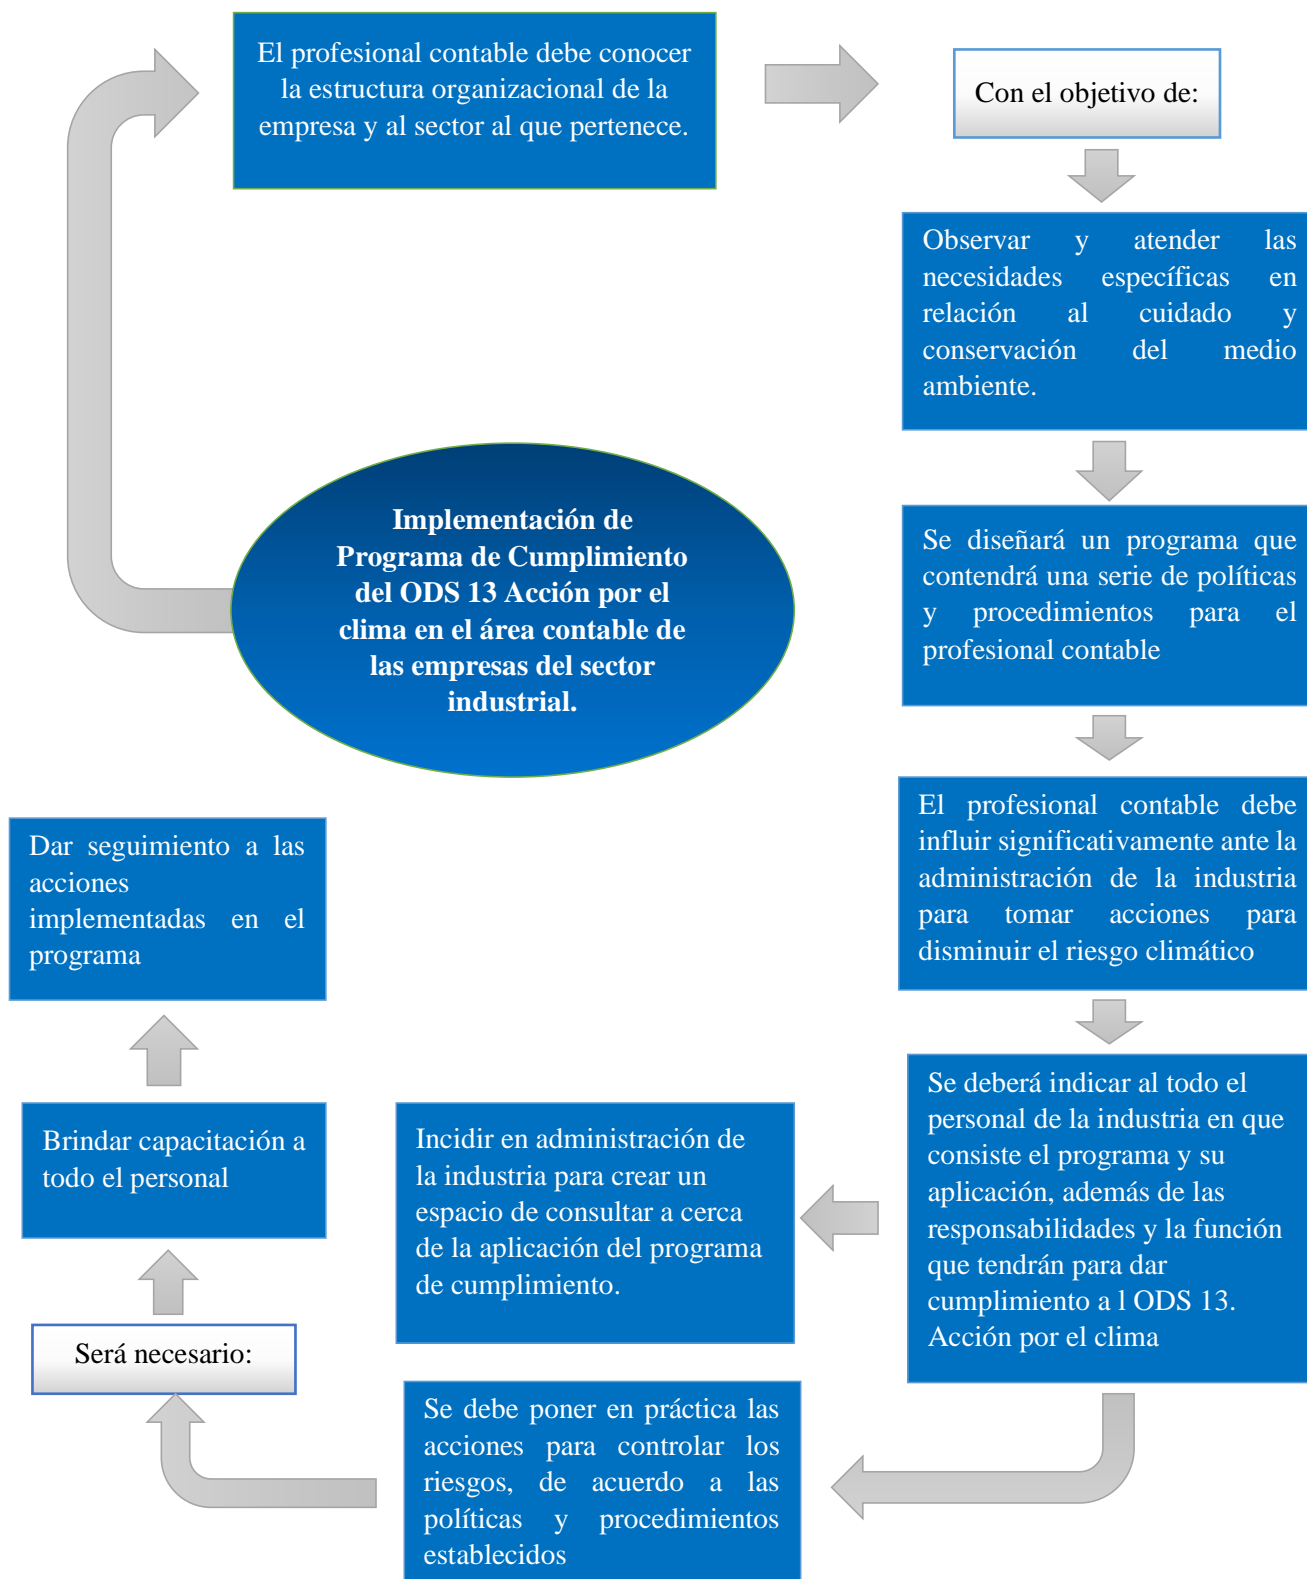 El profesional contable debe conocer
la estructura organizacional de la
empresa y al sector al que pertenece.
Con el objetivo de:
Observar y atender las
necesidades específicas en
relación al cuidado y
conservación del medio
ambiente.
Implementación de
Programa de Cumplimiento
del ODS 13 Acción por el
clima en el área contable de
las empresas del sector
industrial.
Se diseñará un programa que
contendrá una serie de políticas
y procedimientos para el
profesional contable
El profesional contable debe
influir significativamente ante la
administración de la industria
para tomar acciones para
disminuir el riesgo climático
Se deberá indicar al todo el
personal de la industria en que
consiste el programa y su
aplicación, además de las
responsabilidades y la función
que tendrán para dar
cumplimiento a l ODS 13.
Acción por el clima
Incidir en administración de
la industria para crear un
espacio de consultar a cerca
de la aplicación del programa
de cumplimiento.
Se debe poner en práctica las
acciones para controlar los
riesgos, de acuerdo a las
políticas y procedimientos
establecidos
Será necesario:
Brindar capacitación a
todo el personal
Dar seguimiento a las
acciones
implementadas en el
programa